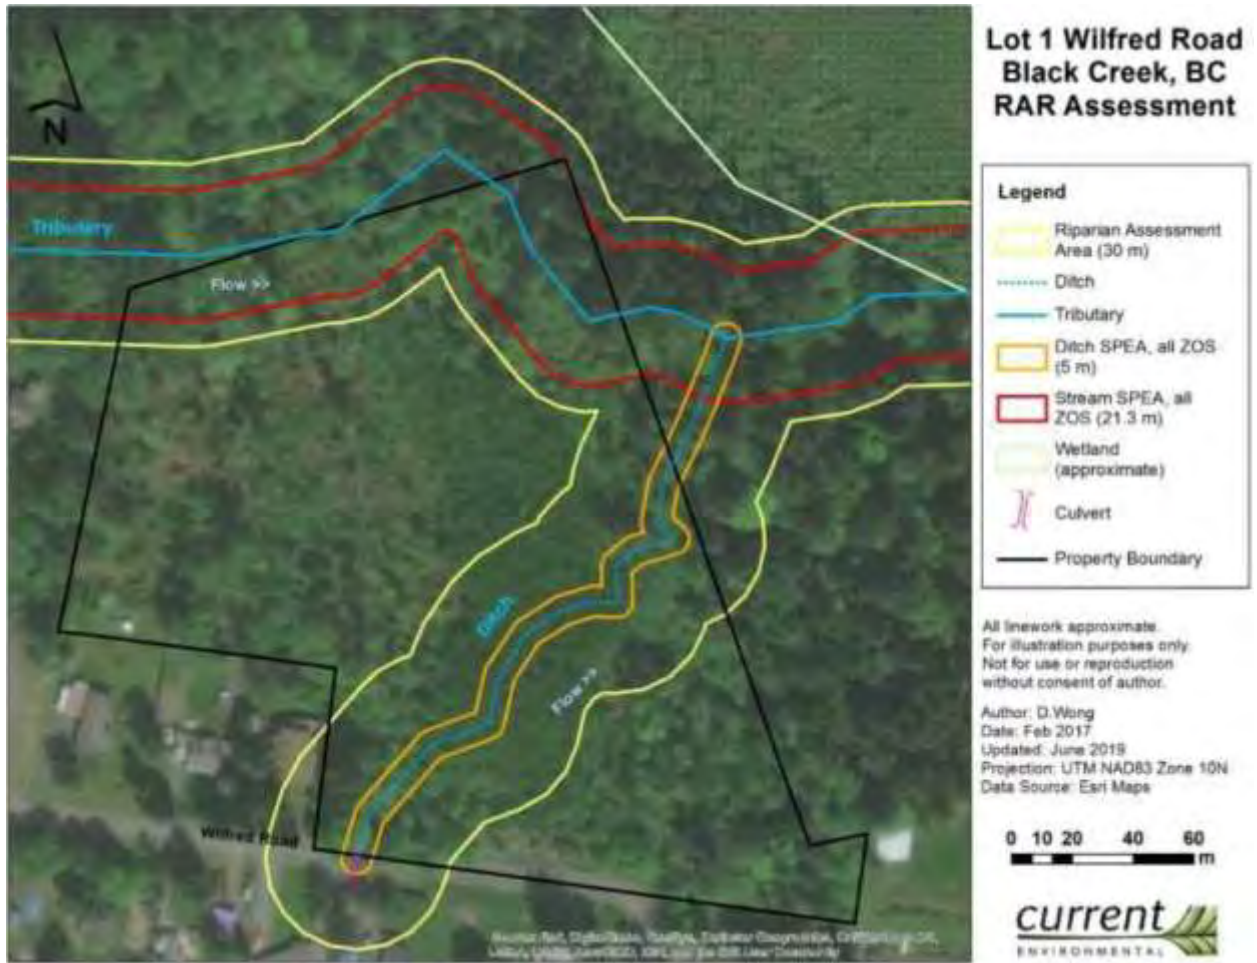 Lot 1 Wilfred Road
Black Creek, BC
RAR Assessment
N
Tributary
Flow >>
Ditch
Flow >>
Wilfred Road
Legend
Riparian Assessment
Area (30 m)
Ditch
Tributary
Ditch SPEA, all ZOS
(5 m)
Stream SPEA, all
ZOS (21.3 m)
Wetland
(approximate)
Culvert
Property Boundary
All linework approximate.
For illustration purposes only.
Not for use or reproduction
without consent of author.
Author: D.Wong
Date: Feb 2017
Updated: June 2019
Projection: UTM NAD83 Zone 10N
Data Source: Esri Maps
0 10 20 40 60
m
current
ENVIRONMENTAL